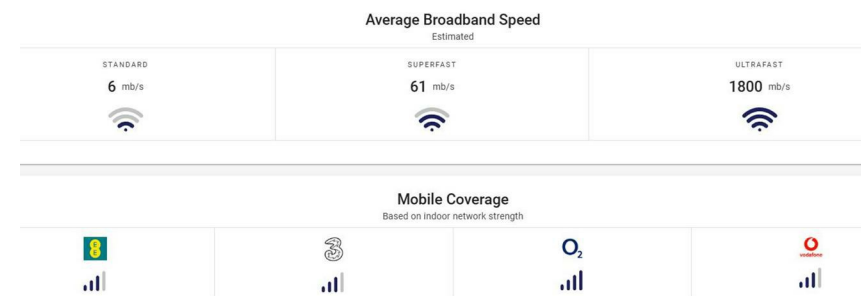 Average Broadband Speed
Estimated
STANDARD SUPERFAST ULTRAFAST
6 mb/s 61 mb/s 1800 mb/s
Mobile Coverage
Based on indoor network strength
EE 3 O2 vodafone